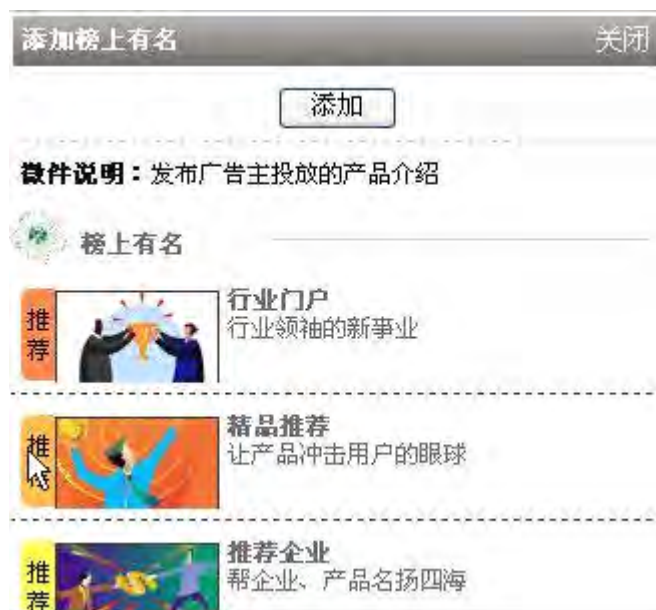 添加榜上有名 关闭
添加
微件说明：发布广告主投放的产品介绍
榜上有名
推荐
行业门户
行业领袖的新事业
推荐
精品推荐
让产品冲击用户的眼球
推荐
推荐企业
帮企业、产品名扬四海